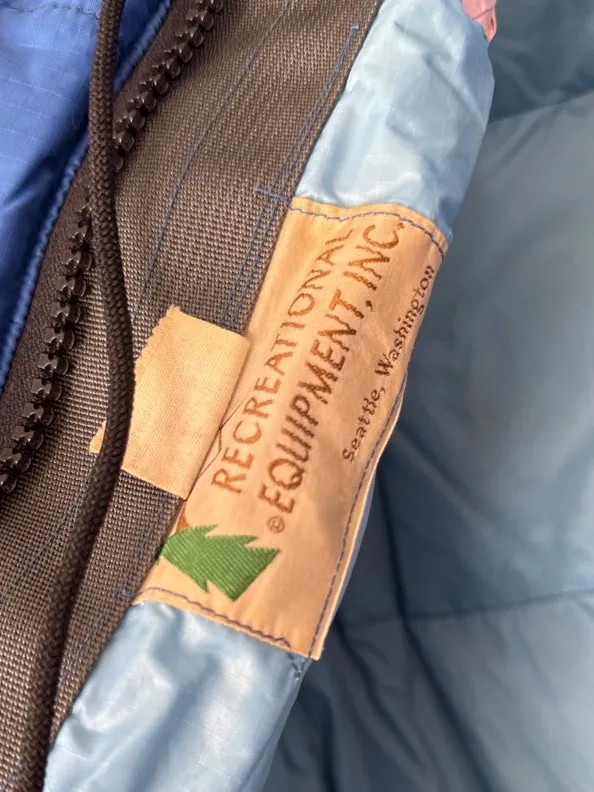 RECREATIONAL
®EQUIPMENT, INC.
Seattle, Washington